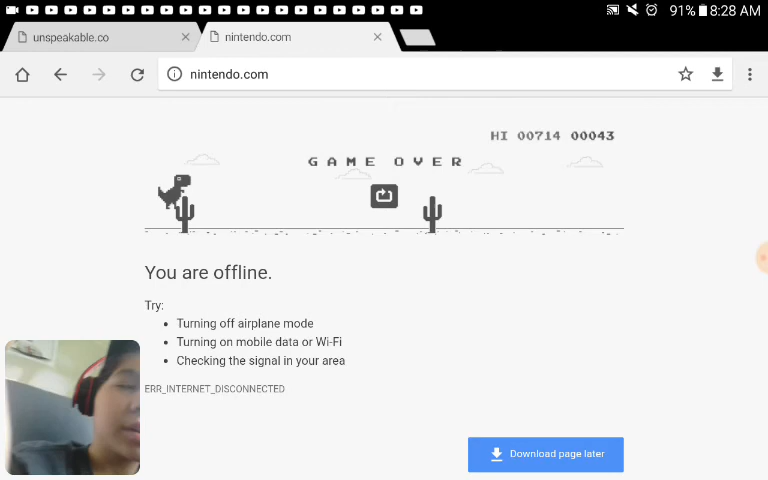 91% 8:28 AM
unspeakable.co
nintendo.com
nintendo.com
HI 00714 00043
GAME OVER
You are offline.
Try:
• Turning off airplane mode
• Turning on mobile data or Wi-Fi
• Checking the signal in your area
ERR_INTERNET_DISCONNECTED
Download page later